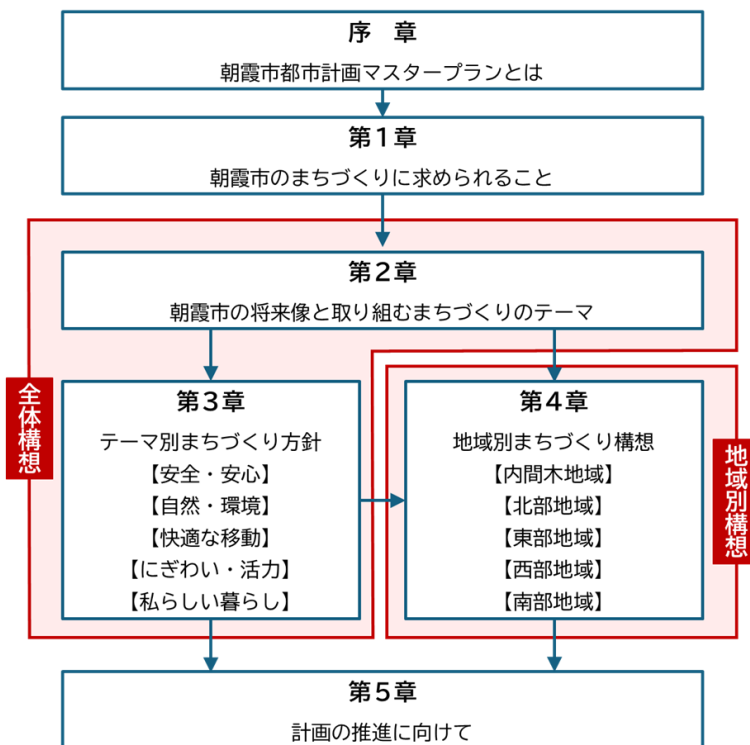 序　章
朝霞市都市計画マスタープランとは
第１章
朝霞市のまちづくりに求められること
第２章
朝霞市の将来像と取り組むまちづくりのテーマ
全体構想
第３章
テーマ別まちづくり方針
【安全・安心】
【自然・環境】
【快適な移動】
【にぎわい・活力】
【私らしい暮らし】
第４章
地域別まちづくり構想
【内間木地域】
【北部地域】
【東部地域】
【西部地域】
【南部地域】
地域別構想
第５章
計画の推進に向けて